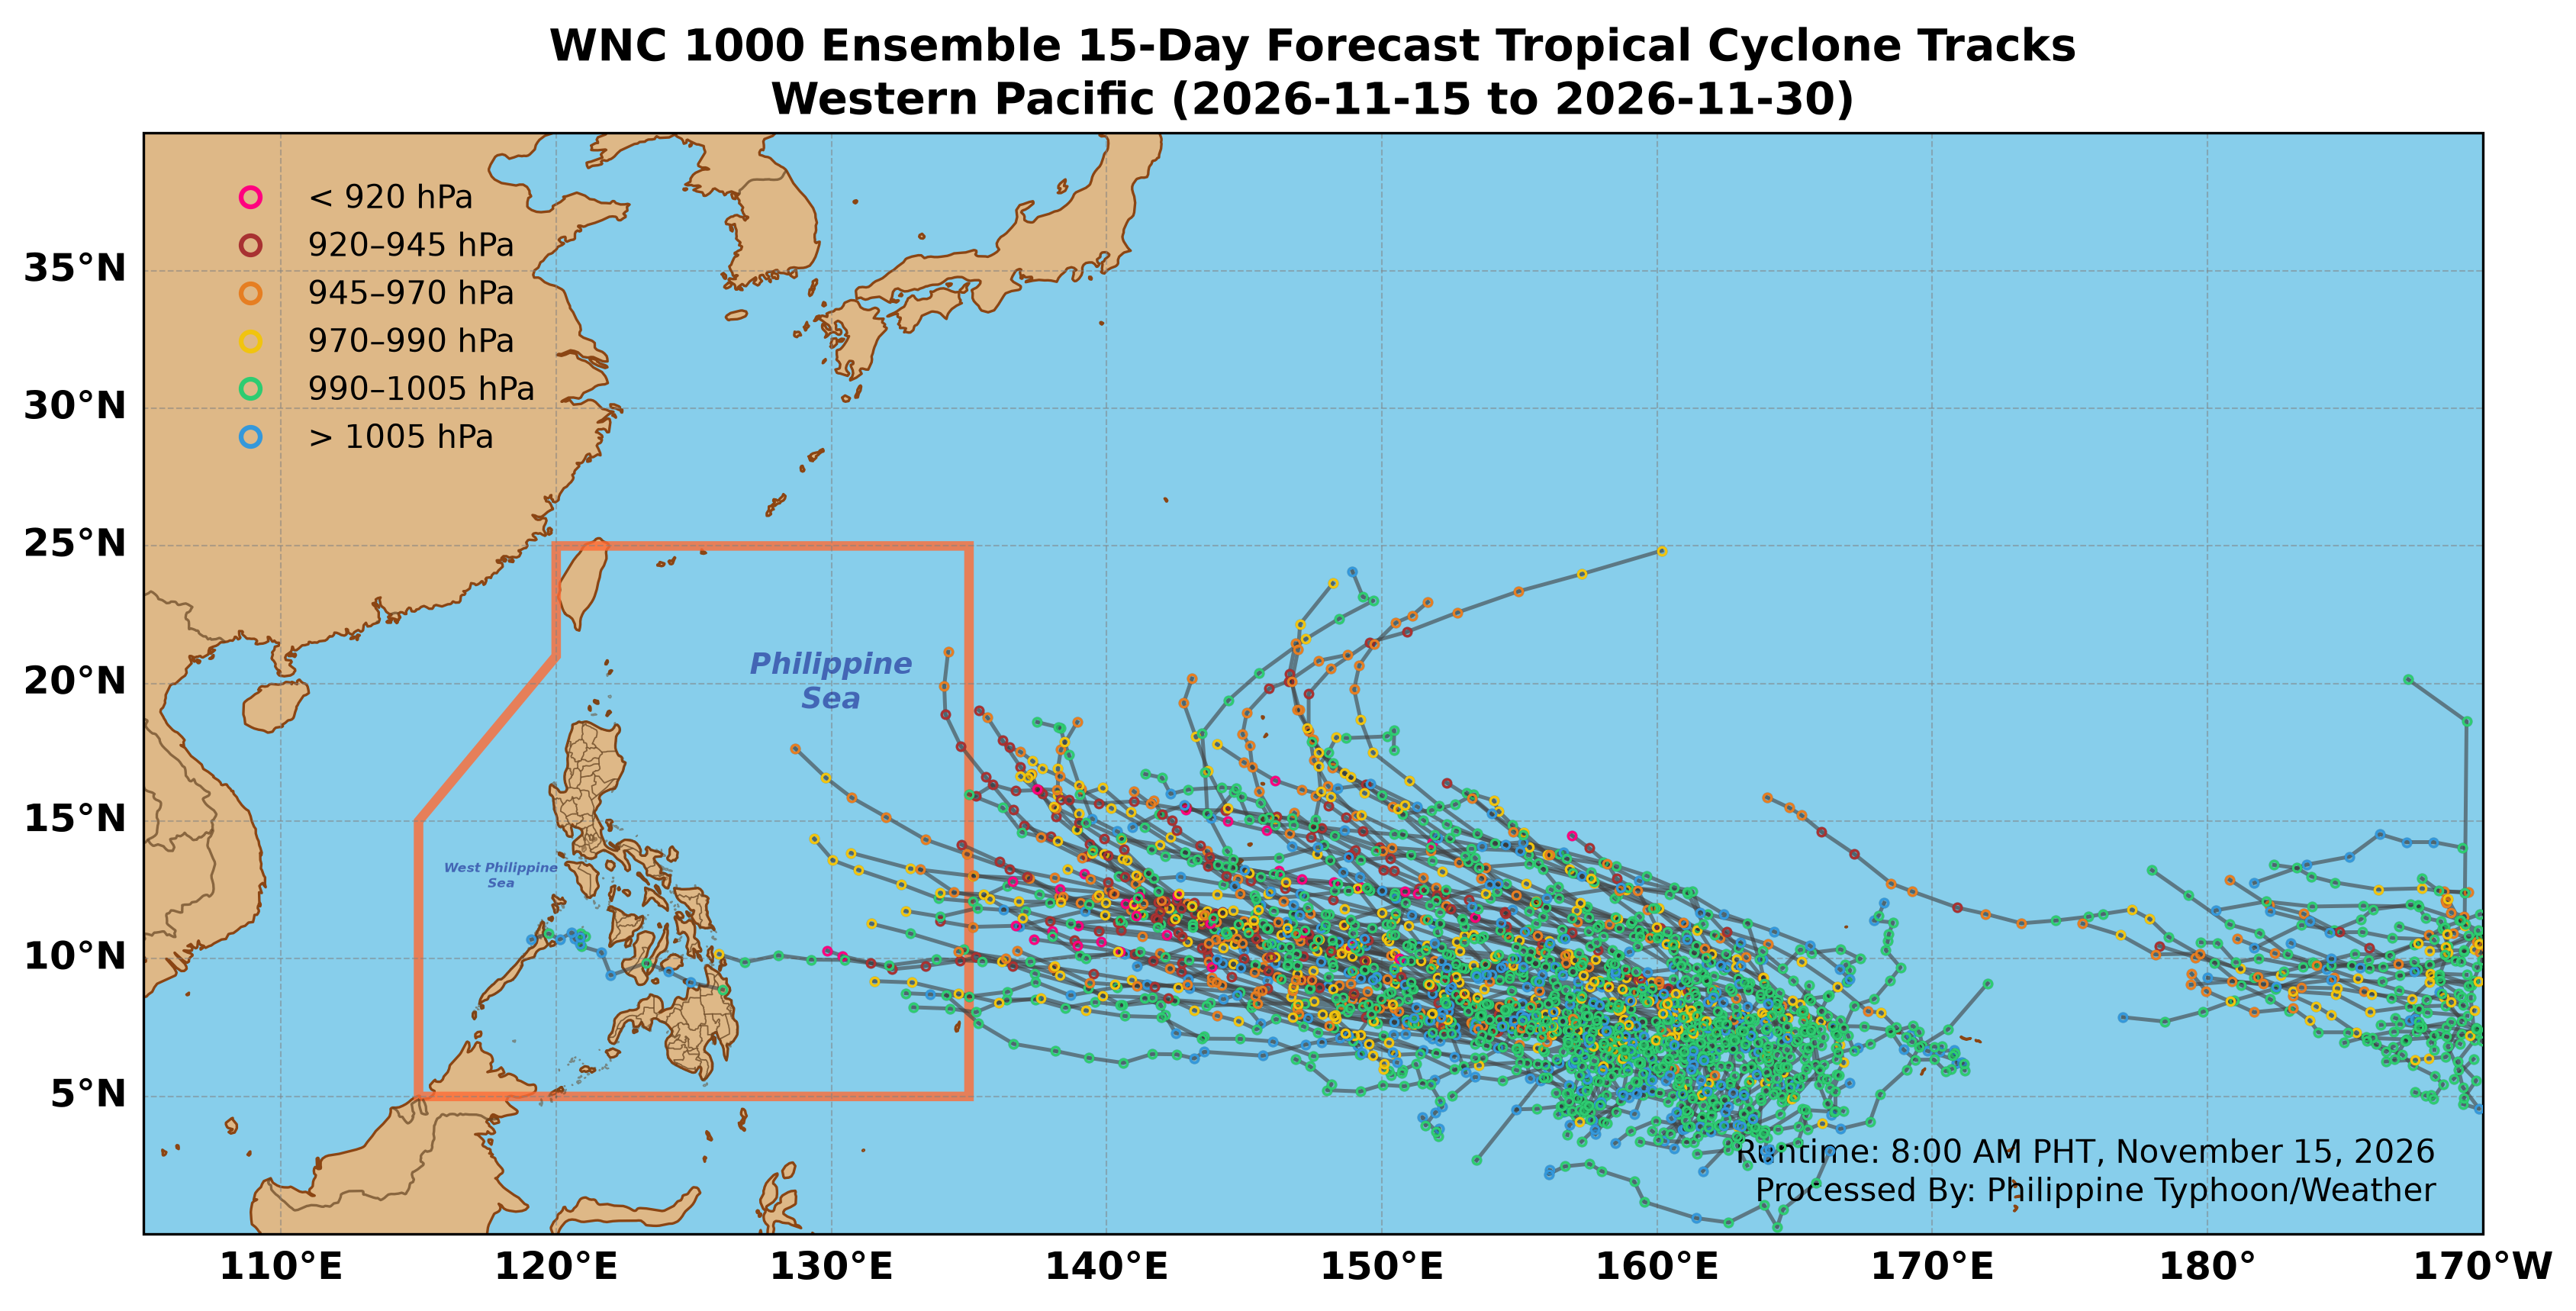 WNC 1000 Ensemble 15-Day Forecast Tropical Cyclone Tracks
Western Pacific (2026-11-15 to 2026-11-30)
< 920 hPa
920–945 hPa
945–970 hPa
970–990 hPa
990–1005 hPa
> 1005 hPa
35°N
30°N
25°N
20°N
15°N
10°N
5°N
Philippine
Sea
West Philippine
Sea
Runtime: 8:00 AM PHT, November 15, 2026
Processed By: Philippine Typhoon/Weather
110°E 120°E 130°E 140°E 150°E 160°E 170°E 180° 170°W